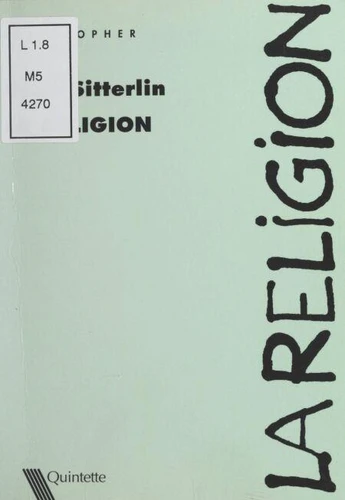 OPHER
L 1.8
M5
4270
Sitterlin
LIGION
LA RELiGiON
Quintette